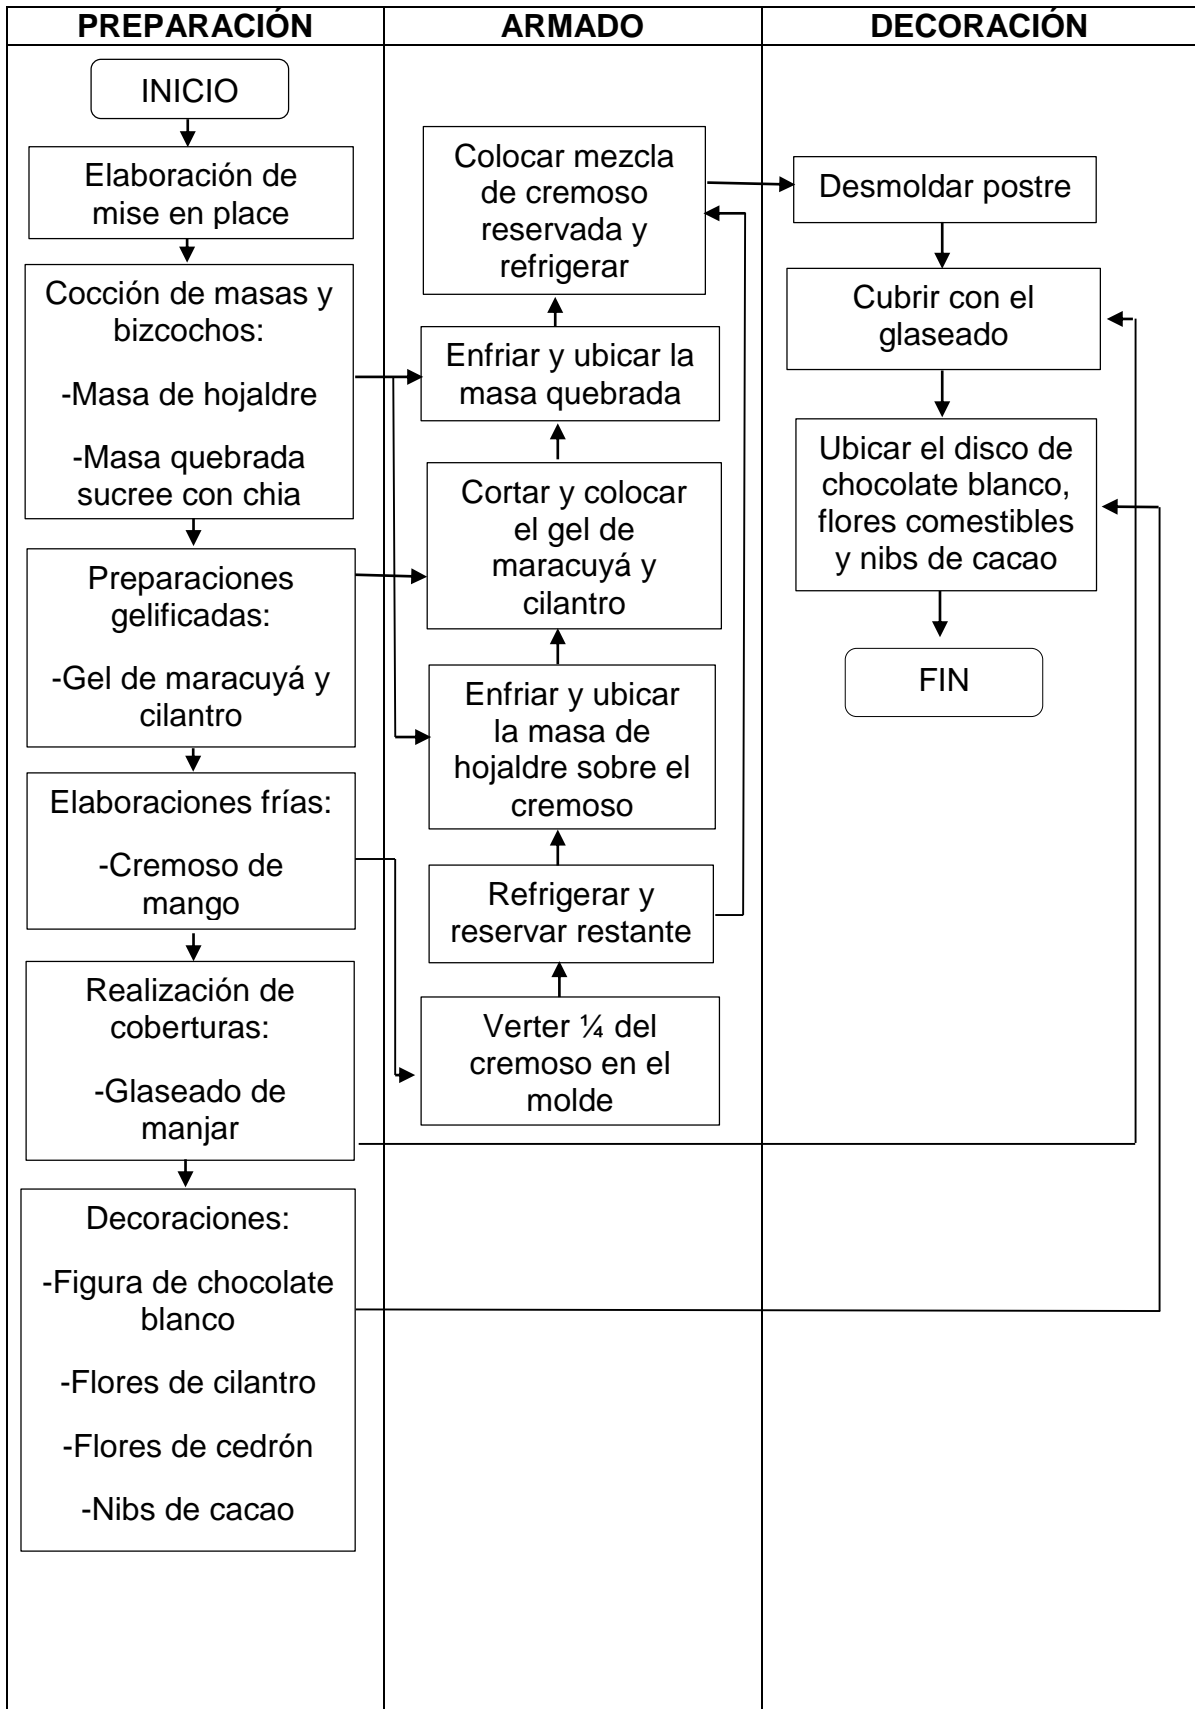 PREPARACIÓN
ARMADO
DECORACIÓN
INICIO
Elaboración de
mise en place
Cocción de masas y
bizcochos:
-Masa de hojaldre
-Masa quebrada
sucree con chia
Preparaciones
gelificadas:
-Gel de maracuyá y
cilantro
Elaboraciones frías:
-Cremoso de
mango
Realización de
coberturas:
-Glaseado de
manjar
Decoraciones:
-Figura de chocolate
blanco
-Flores de cilantro
-Flores de cedrón
-Nibs de cacao
Colocar mezcla
de cremoso
reservada y
refrigerar
Enfriar y ubicar la
masa quebrada
Cortar y colocar
el gel de
maracuyá y
cilantro
Enfriar y ubicar
la masa de
hojaldre sobre el
cremoso
Refrigerar y
reservar restante
Verter ¼ del
cremoso en el
molde
Desmoldar postre
Cubrir con el
glaseado
Ubicar el disco de
chocolate blanco,
flores comestibles
y nibs de cacao
FIN